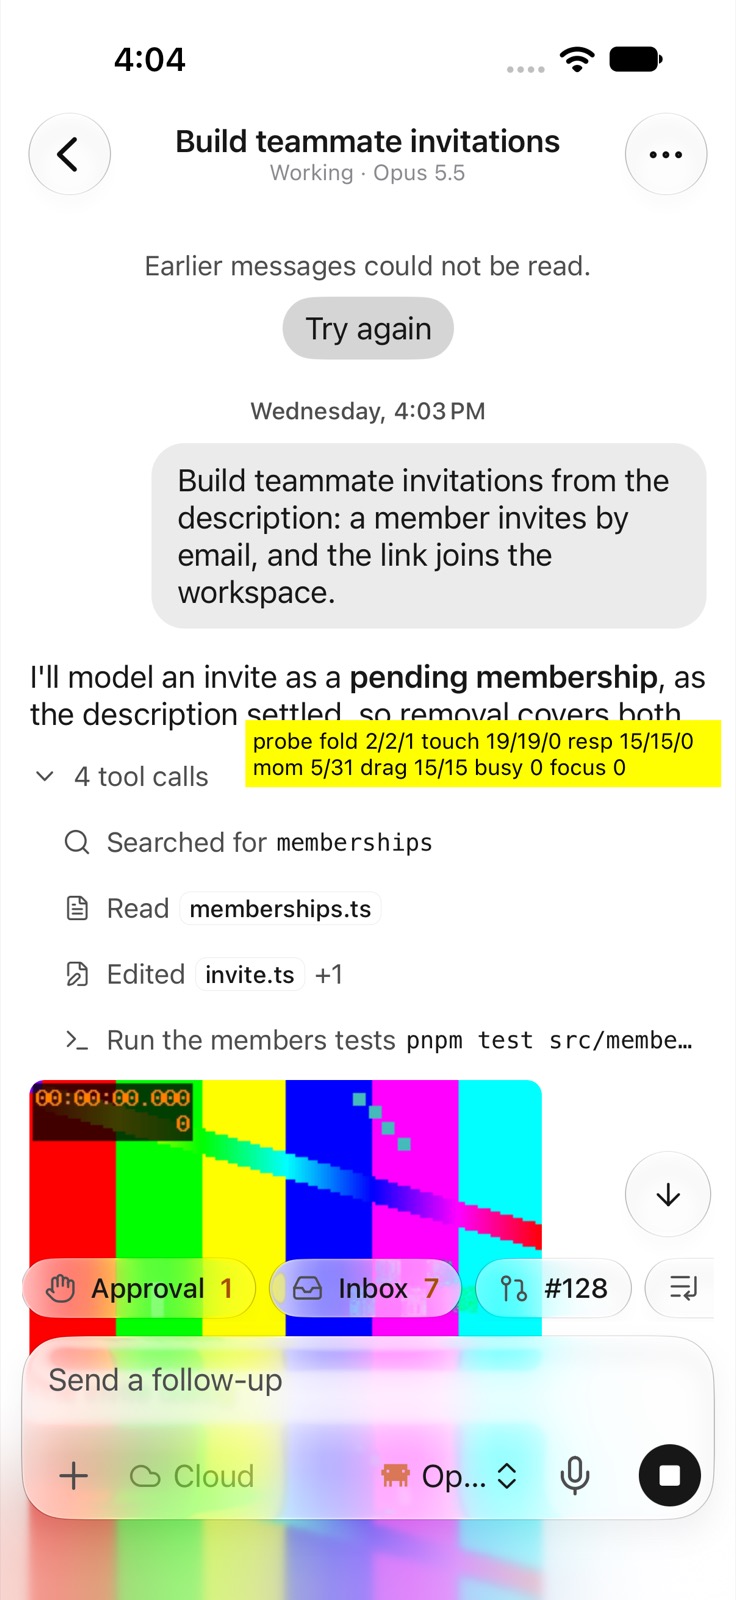 4:04
Build teammate invitations
Working · Opus 5.5
Earlier messages could not be read.
Try again
Wednesday, 4:03 PM
Build teammate invitations from the
description: a member invites by
email, and the link joins the
workspace.
I'll model an invite as a pending membership, as
the description settled, so removal covers both
probe fold 2/2/1 touch 19/19/0 resp 15/15/0
mom 5/31 drag 15/15 busy 0 focus 0
4 tool calls
Searched for memberships
Read memberships.ts
Edited invite.ts +1
Run the members tests pnpm test src/membe…
00:00:00.000
0
Approval 1
Inbox 7
#128
Send a follow-up
Cloud
Op...